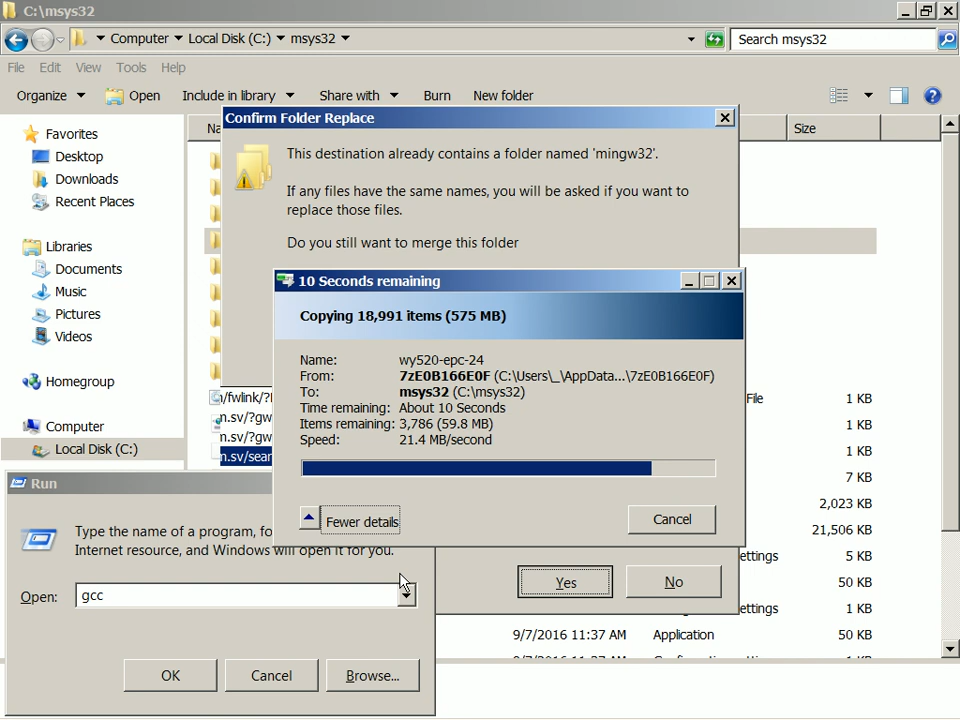 C:\msys32
Computer Local Disk (C:) msys32
Search msys32
File Edit View Tools Help
Organize Open Include in library Share with Burn New folder
Favorites
Desktop
Downloads
Recent Places
Libraries
Documents
Music
Pictures
Videos
Homegroup
Computer
Local Disk (C:)
Na
Size
Confirm Folder Replace
This destination already contains a folder named 'mingw32'.
If any files have the same names, you will be asked if you want to
replace those files.
Do you still want to merge this folder
10 Seconds remaining
Copying 18,991 items (575 MB)
Name: wy520-epc-24
From: 7zE0B166E0F (C:\Users\_\AppData...\7zE0B166E0F)
To: msys32 (C:\msys32)
Time remaining: About 10 Seconds
Items remaining: 3,786 (59.8 MB)
Speed: 21.4 MB/second
Fewer details
Cancel
Yes
No
/fwlink/?
m.sv/?gw
m.sv/?gw
m.sv/sear
File 1 KB
1 KB
1 KB
7 KB
2,023 KB
21,506 KB
ettings 5 KB
50 KB
ettings 1 KB
9/7/2016 11:37 AM Application 50 KB
Run
Type the name of a program, fo
Internet resource, and Windows will open it for you.
Open: gcc
OK
Cancel
Browse...